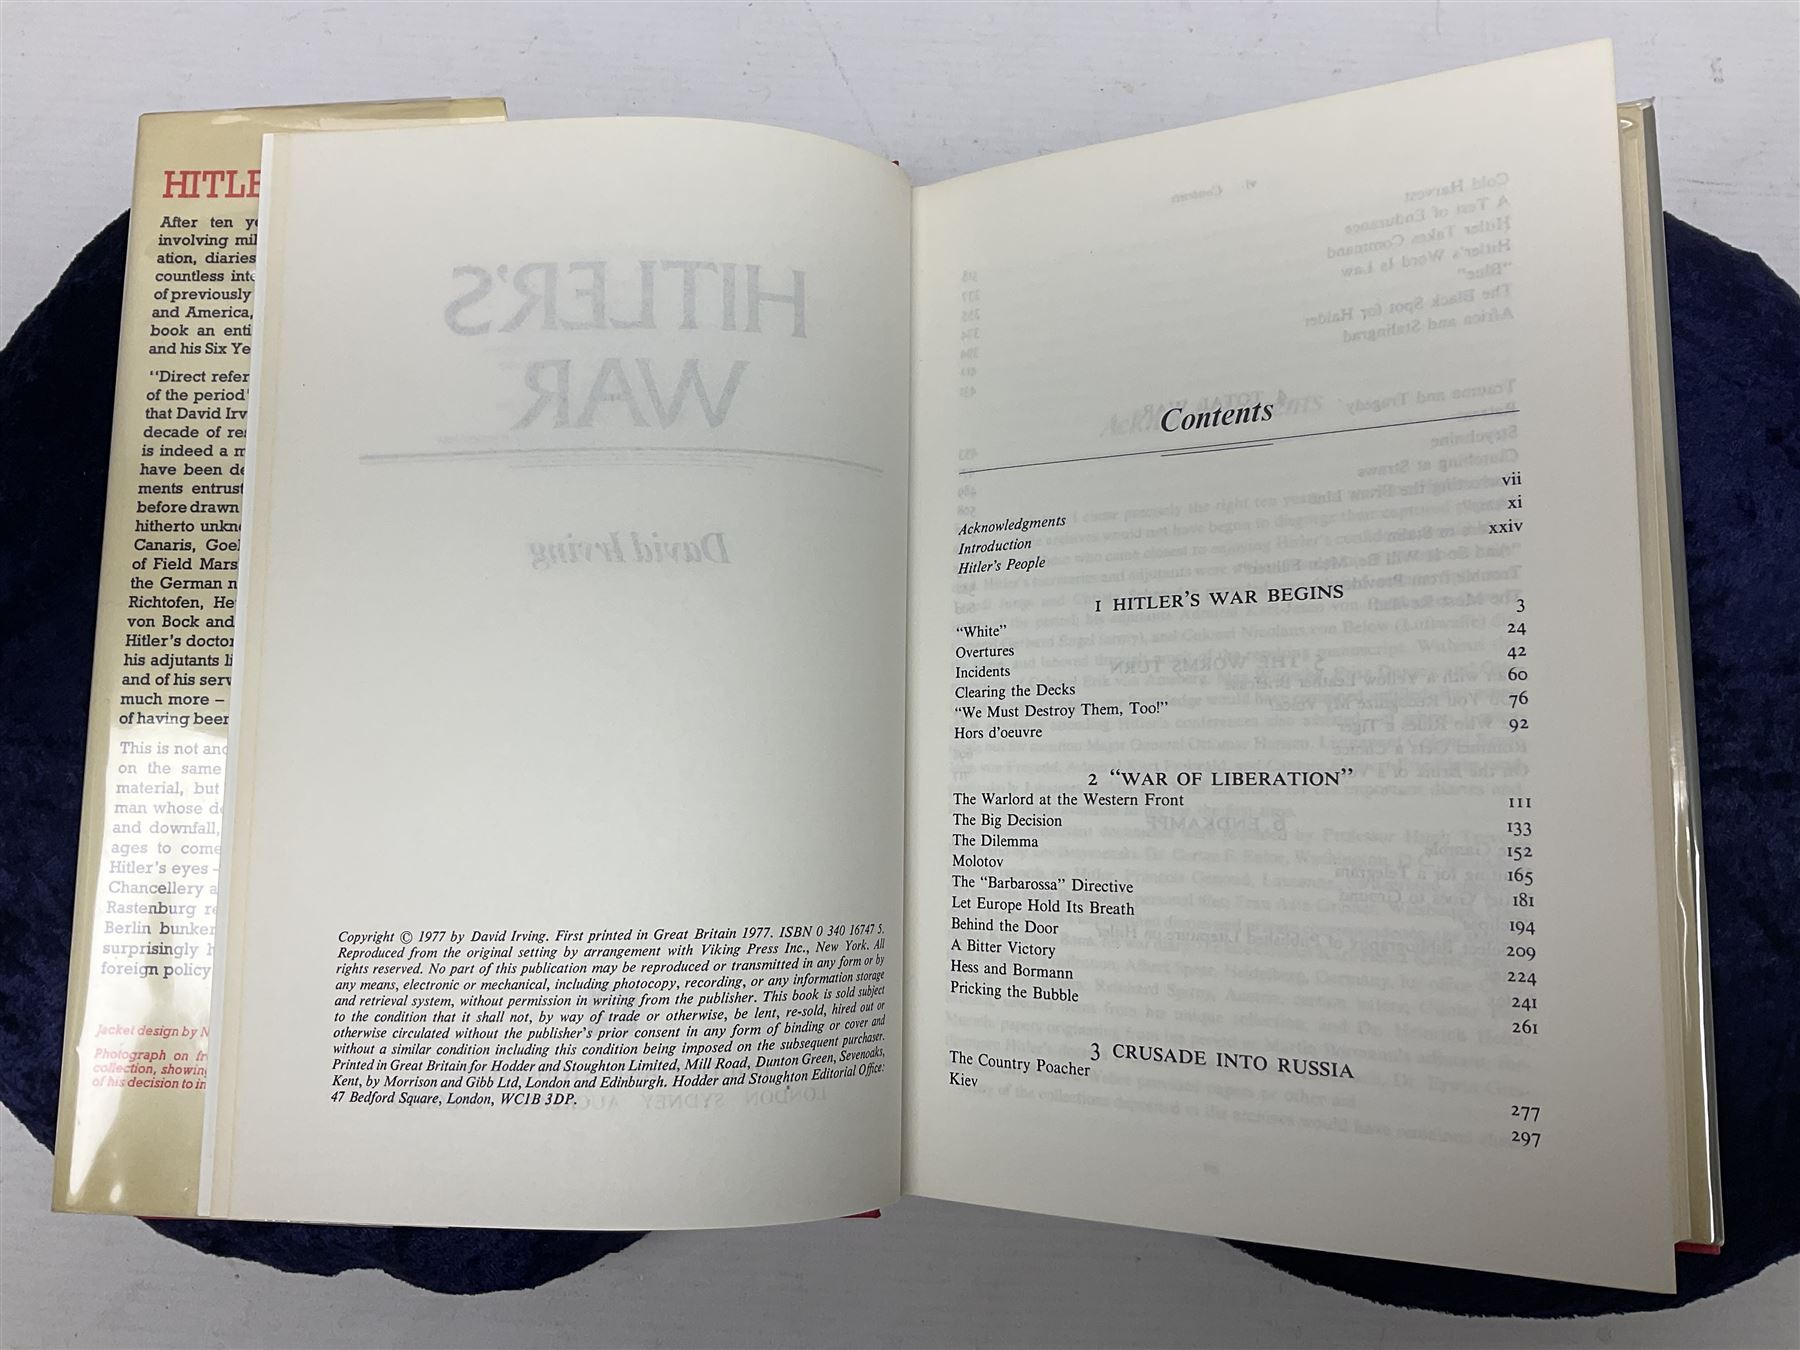 HITLE
After ten ye
involving mil
ation, diaries
countless inte
of previously
and America,
book an enti
and his Six Ye
"Direct refer
of the period'
that David Irv
decade of res
is indeed a m
have been de
ments entrust
before drawn
hitherto unkno
Canaris, Goe
of Field Mars
the German n
Richtofen, He
von Bock and
Hitler's doctor
his adjutants li
and of his serv
much more –
of having been
This is not ano
on the same
material, but
man whose de
and downfall,
ages to come
Hitler's eyes –
Chancellery a
Rastenburg re
Berlin bunker
surprisingly h
foreign policy
Jacket design by N
Photograph on fr
collection, showing
of his decision to in
HITLER'S
WAR
David Irving
Copyright © 1977 by David Irving. First printed in Great Britain 1977. ISBN 0 340 16747 5.
Reproduced from the original setting by arrangement with Viking Press Inc., New York. All
rights reserved. No part of this publication may be reproduced or transmitted in any form or by
any means, electronic or mechanical, including photocopy, recording, or any information storage
and retrieval system, without permission in writing from the publisher. This book is sold subject
to the condition that it shall not, by way of trade or otherwise, be lent, re-sold, hired out or
otherwise circulated without the publisher's prior consent in any form of binding or cover and
without a similar condition including this condition being imposed on the subsequent purchaser.
Printed in Great Britain for Hodder and Stoughton Limited, Mill Road, Dunton Green, Sevenoaks,
Kent, by Morrison and Gibb Ltd, London and Edinburgh. Hodder and Stoughton Editorial Office:
47 Bedford Square, London, WC1B 3DP.
Contents
Acknowledgments vii
Introduction xi
Hitler's People xxiv
1 HITLER'S WAR BEGINS
"White" 3
Overtures 24
Incidents 42
Clearing the Decks 60
"We Must Destroy Them, Too!" 76
Hors d'oeuvre 92
2 "WAR OF LIBERATION"
The Warlord at the Western Front 111
The Big Decision 133
The Dilemma 152
Molotov 165
The "Barbarossa" Directive 181
Let Europe Hold Its Breath 194
Behind the Door 209
A Bitter Victory 224
Hess and Bormann 241
Pricking the Bubble 261
3 CRUSADE INTO RUSSIA
The Country Poacher 277
Kiev 297